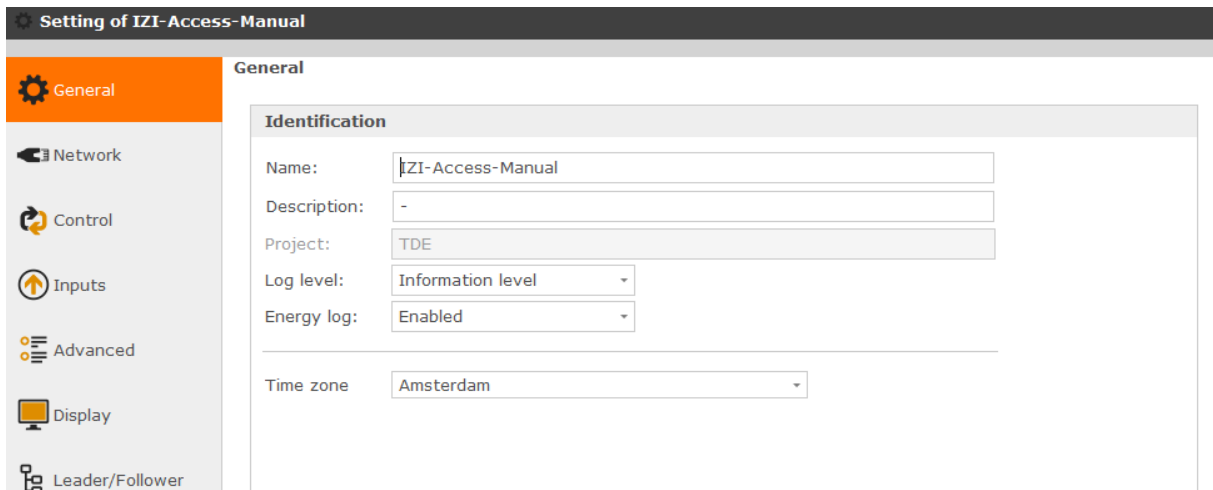 Setting of IZI-Access-Manual
General
Network
Control
Inputs
Advanced
Display
Leader/Follower
General
Identification
Name: IZI-Access-Manual
Description: -
Project: TDE
Log level: Information level
Energy log: Enabled
Time zone Amsterdam